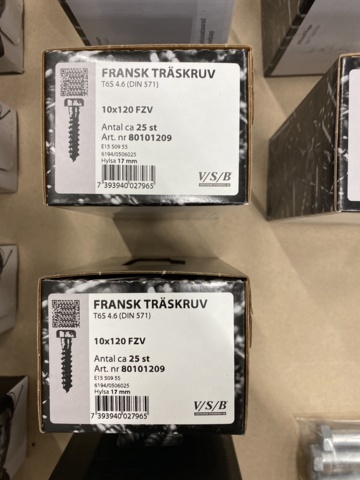 FRANSK TRÄSKRUV
T6S 4.6 (DIN 571)
10x120 FZV
Antal ca 25 st
Art. nr 80101209
E15 509 55
6194/0506025
Hylsa 17 mm
7 393940 027965
V/S/B
FRANSK TRÄSKRUV
T6S 4.6 (DIN 571)
10x120 FZV
Antal ca 25 st
Art. nr 80101209
E15 509 55
6194/0506025
Hylsa 17 mm
7 393940 027965
V/S/B